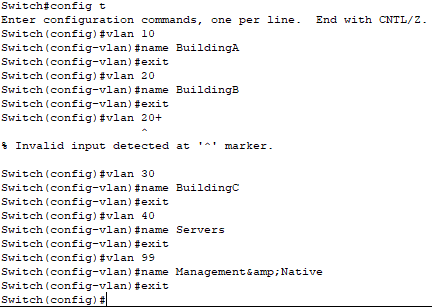 Switch#config t
Enter configuration commands, one per line.  End with CNTL/Z.
Switch(config)#vlan 10
Switch(config-vlan)#name BuildingA
Switch(config-vlan)#exit
Switch(config)#vlan 20
Switch(config-vlan)#name BuildingB
Switch(config-vlan)#exit
Switch(config)#vlan 20+
                     ^
% Invalid input detected at '^' marker.

Switch(config)#vlan 30
Switch(config-vlan)#name BuildingC
Switch(config-vlan)#exit
Switch(config)#vlan 40
Switch(config-vlan)#name Servers
Switch(config-vlan)#exit
Switch(config)#vlan 99
Switch(config-vlan)#name Management&amp;Native
Switch(config-vlan)#exit
Switch(config)#